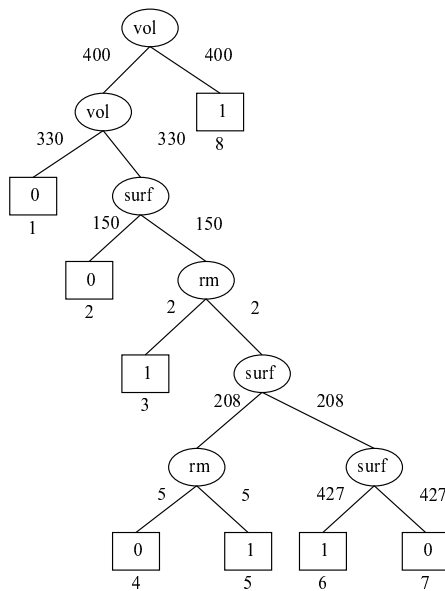 vol
400 400
vol 1
8
330 330
0 surf
1
150 150
0 rm
2
2 2
1 surf
3
208 208
rm surf
5 5 427 427
0 1 1 0
4 5 6 7